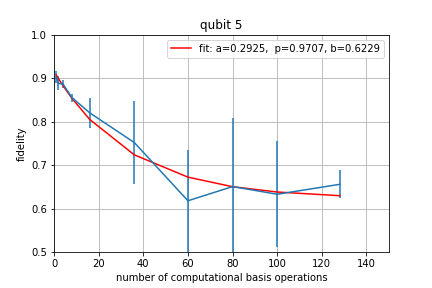 qubit 5
fit: a=0.2925,  p=0.9707, b=0.6229
fidelity
1.0
0.9
0.8
0.7
0.6
0.5
0 20 40 60 80 100 120 140
number of computational basis operations